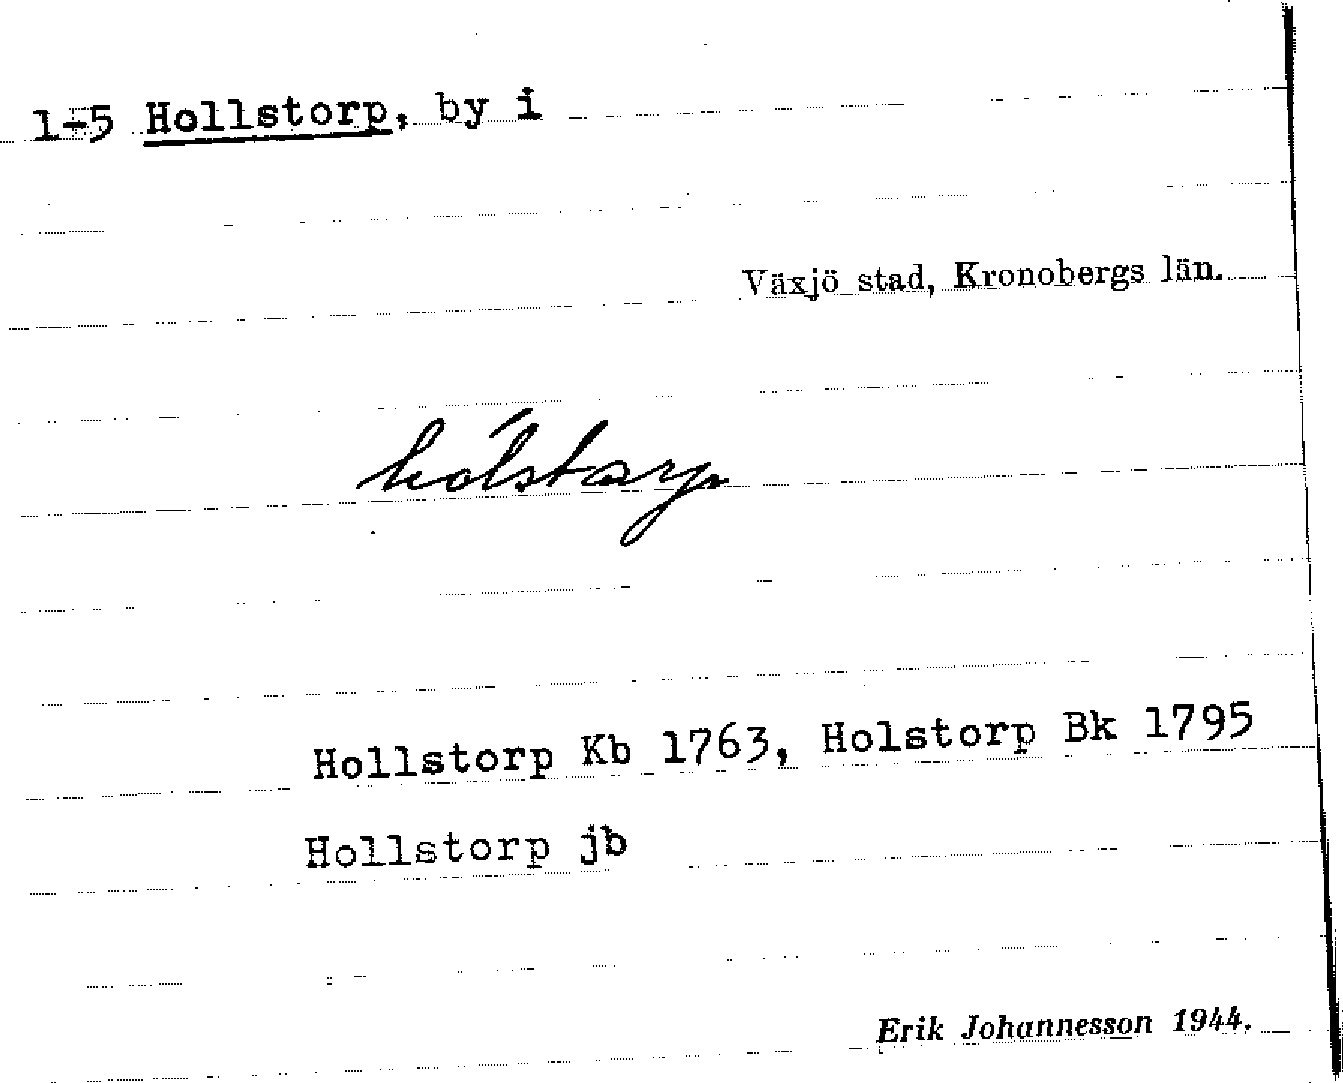 1-5 Hollstorp, by i
Växjö stad, Kronobergs län.
hólstarp
Hollstorp Kb 1763, Holstorp Bk 1795
Hollstorp jb
Erik Johannesson 1944.